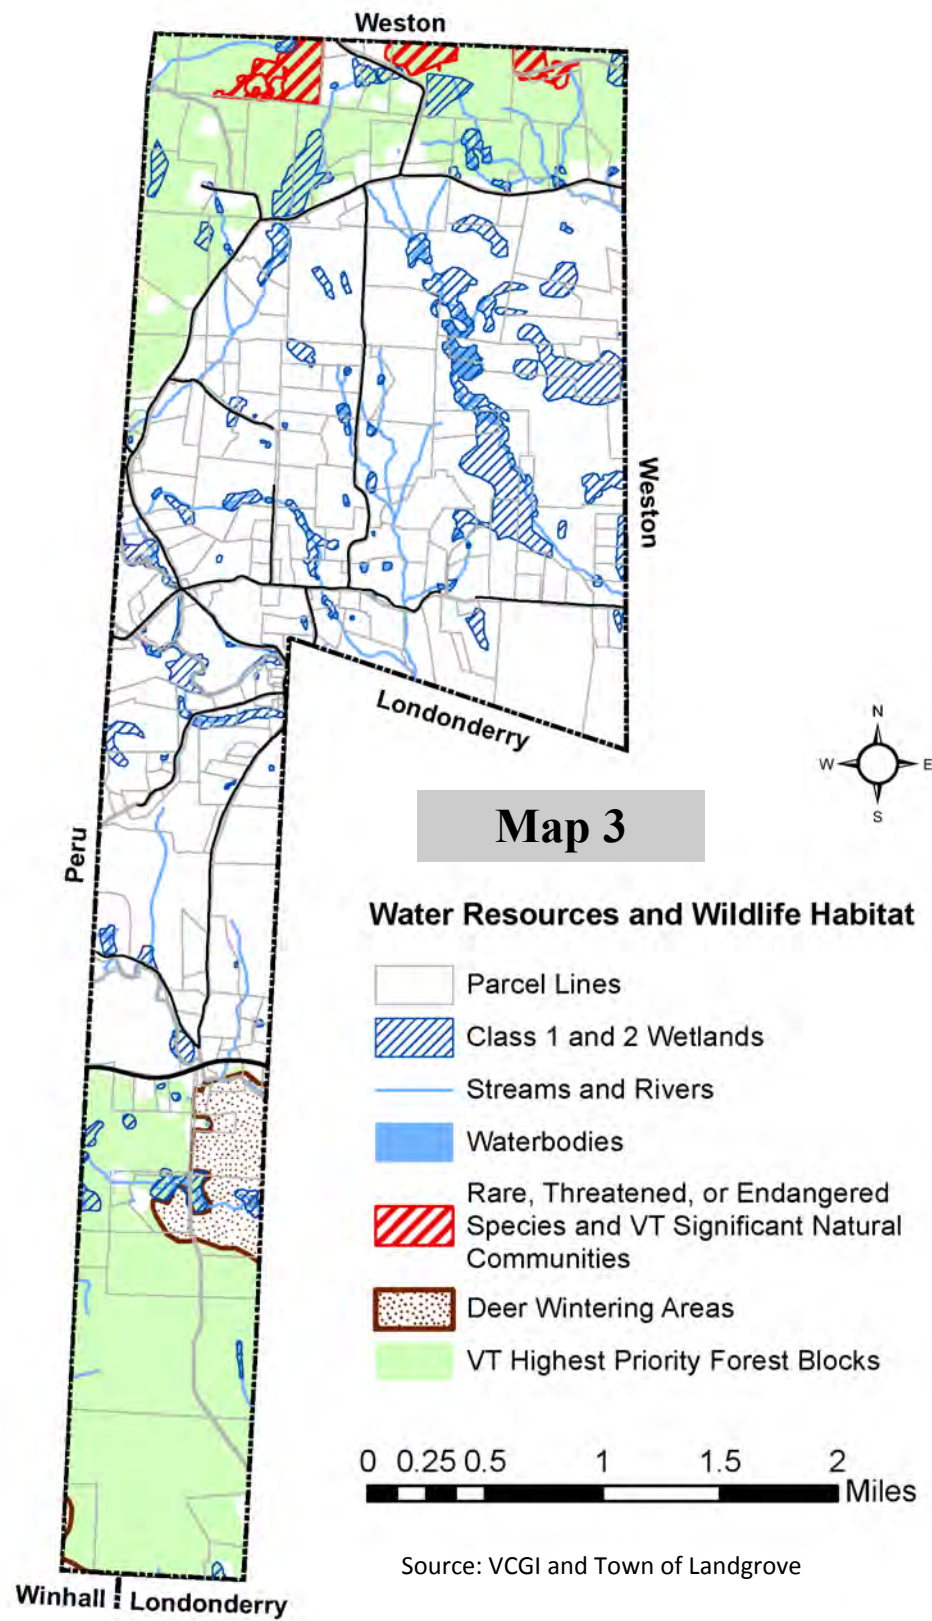 Weston
Weston
Londonderry
Peru
N
W
E
S
Map 3
Water Resources and Wildlife Habitat
Parcel Lines
Class 1 and 2 Wetlands
Streams and Rivers
Waterbodies
Rare, Threatened, or Endangered
Species and VT Significant Natural
Communities
Deer Wintering Areas
VT Highest Priority Forest Blocks
0 0.25 0.5 1 1.5 2
Miles
Source: VCGI and Town of Landgrove
Winhall Londonderry